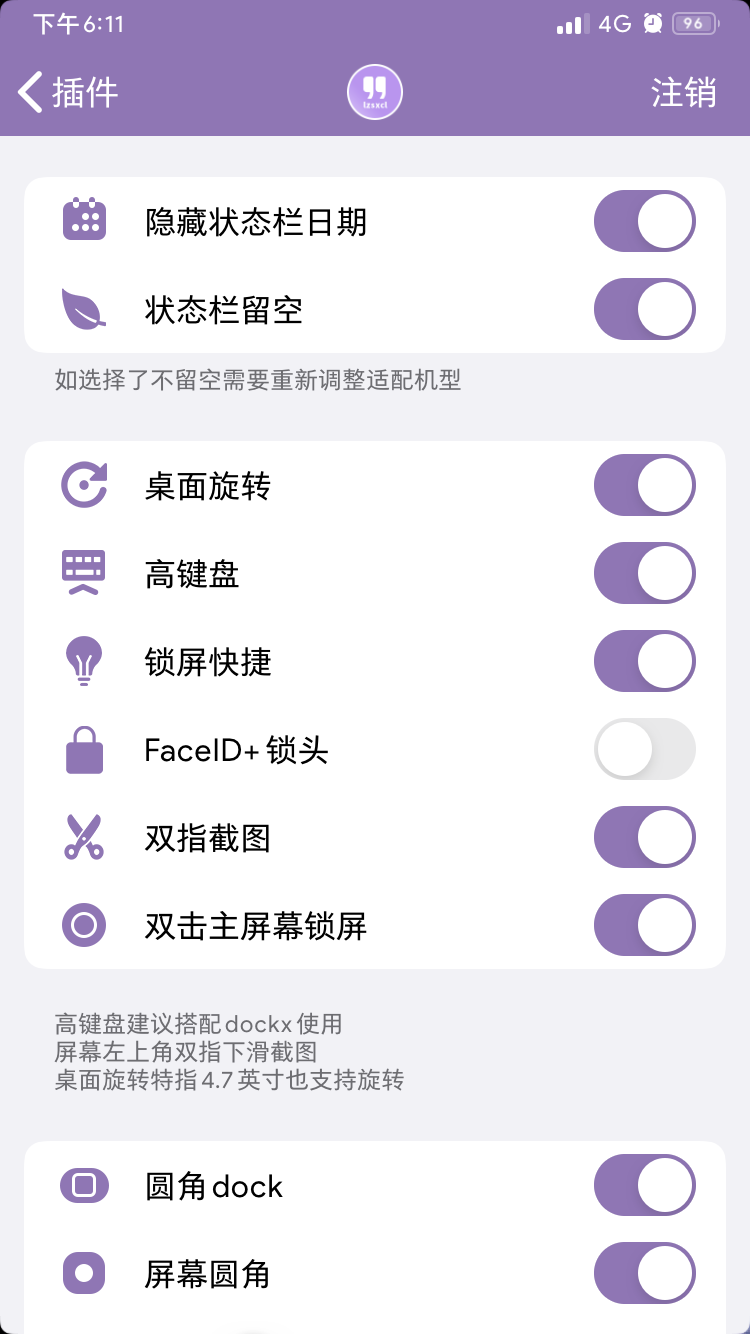 下午6:11
4G
96
插件
lzsxcl
注销
隐藏状态栏日期
状态栏留空
如选择了不留空需要重新调整适配机型
桌面旋转
高键盘
锁屏快捷
FaceID+锁头
双指截图
双击主屏幕锁屏
高键盘建议搭配dockx使用
屏幕左上角双指下滑截图
桌面旋转特指4.7英寸也支持旋转
圆角dock
屏幕圆角